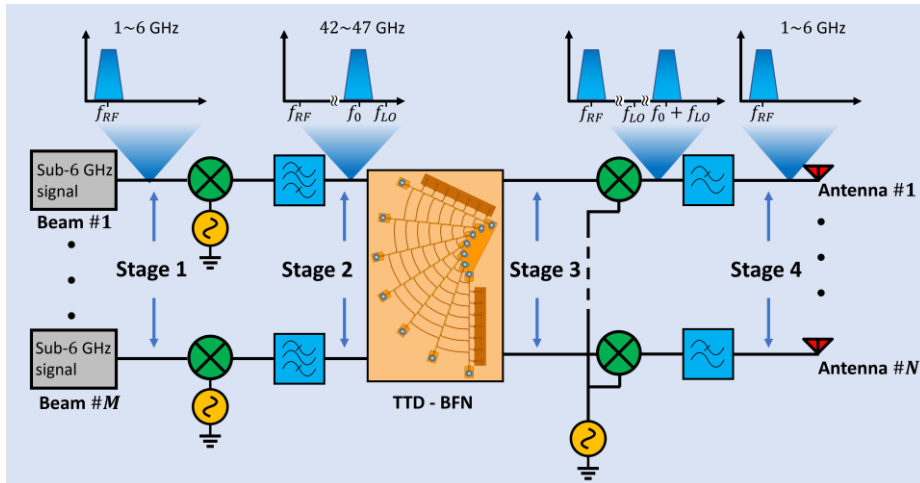 1~6 GHz
42~47 GHz
1~6 GHz
f_RF
f_RF
f_0
f_LO
f_RF
f_LO
f_0 + f_LO
f_RF
Sub-6 GHz
signal
Beam #1
Stage 1
Stage 2
Stage 3
Stage 4
Antenna #1
Sub-6 GHz
signal
Beam #M
TTD - BFN
Antenna #N